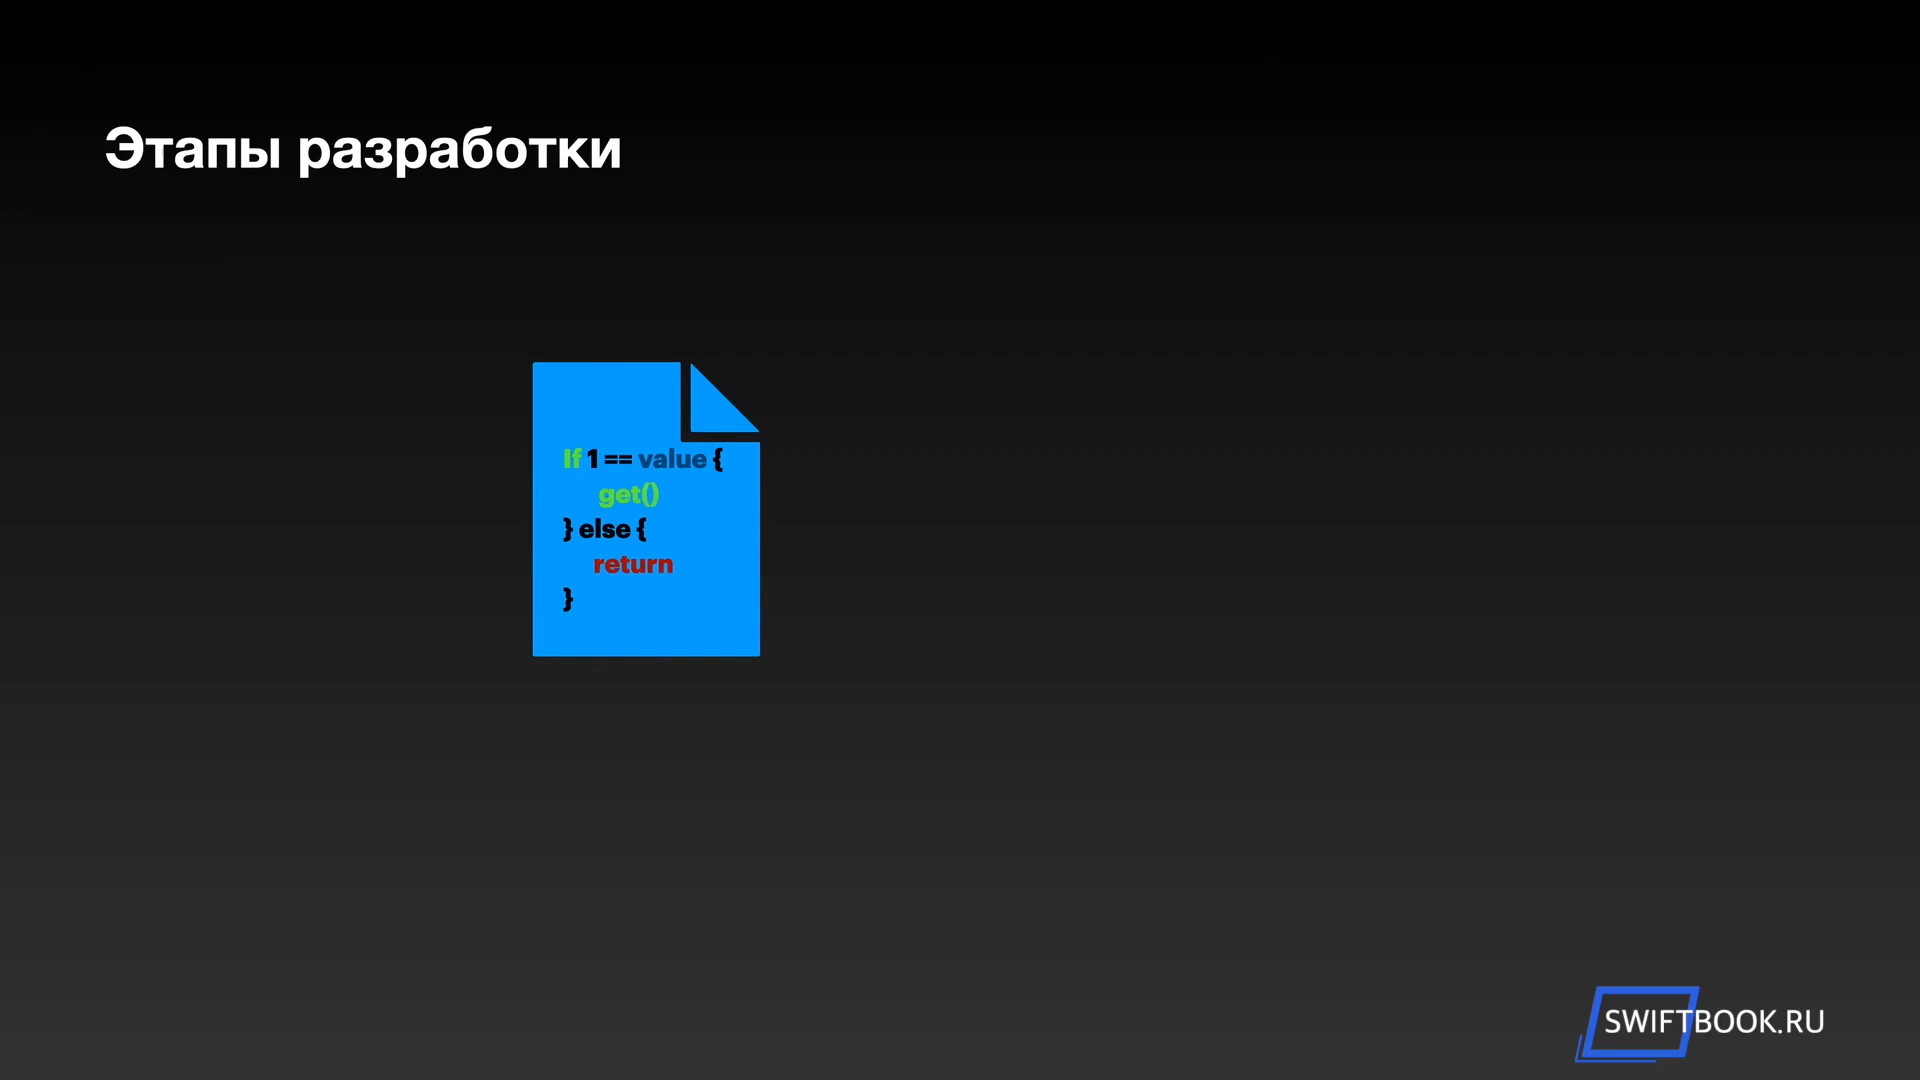 Этапы разработки
If 1 == value {
get()
} else {
return
}
SWIFTBOOK.RU